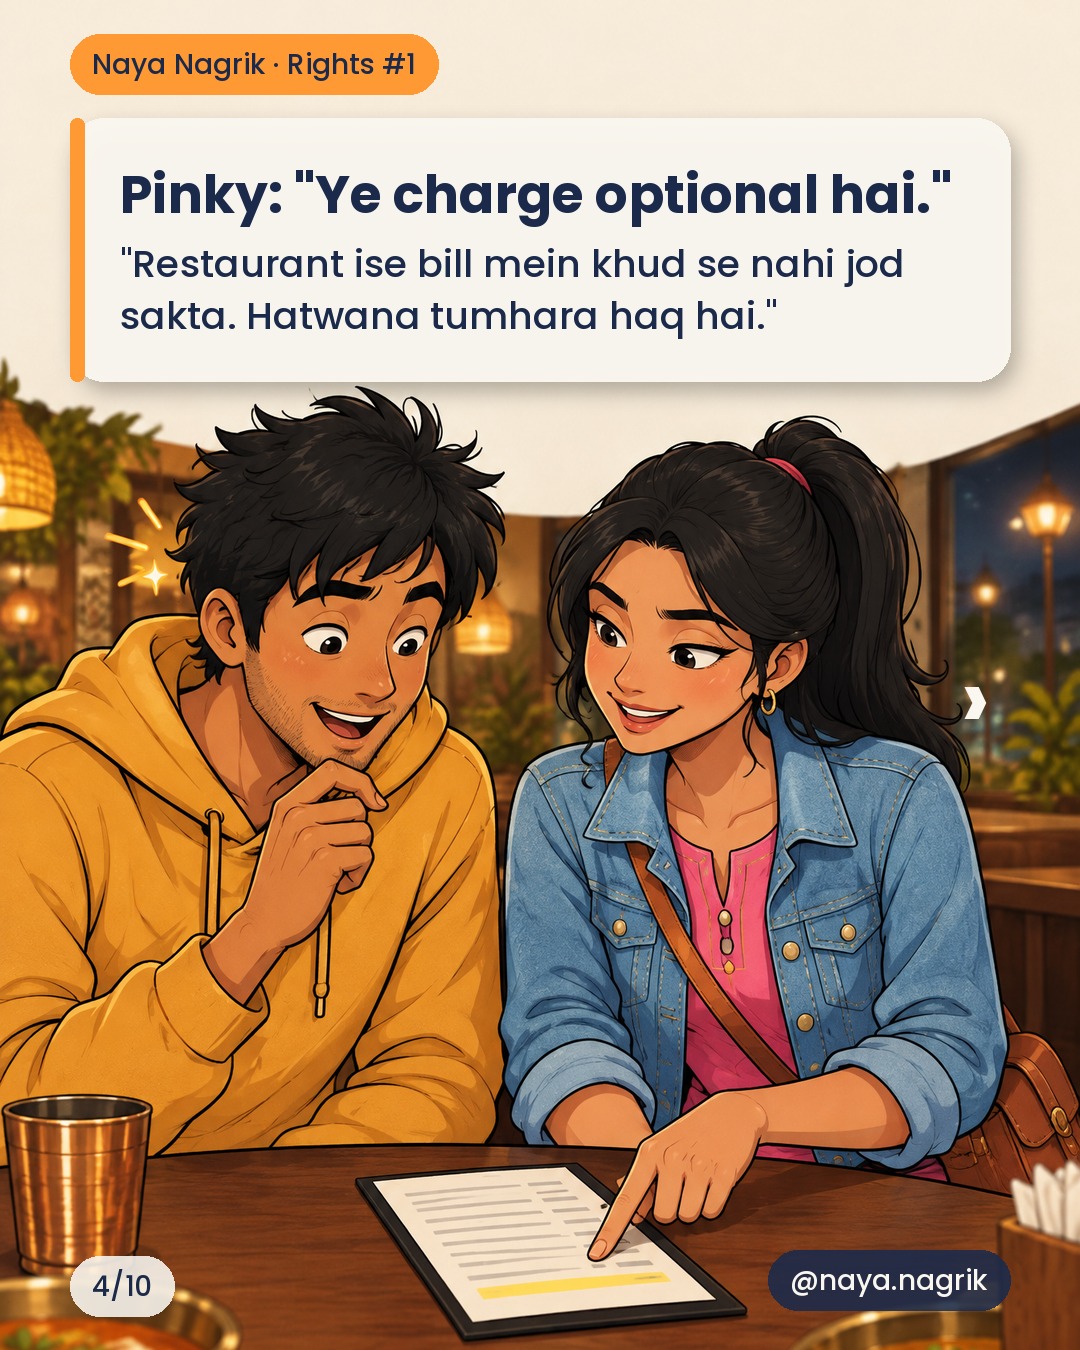 Naya Nagrik · Rights #1
Pinky: "Ye charge optional hai."
"Restaurant ise bill mein khud se nahi jod
sakta. Hatwana tumhara haq hai."
4/10
@naya.nagrik